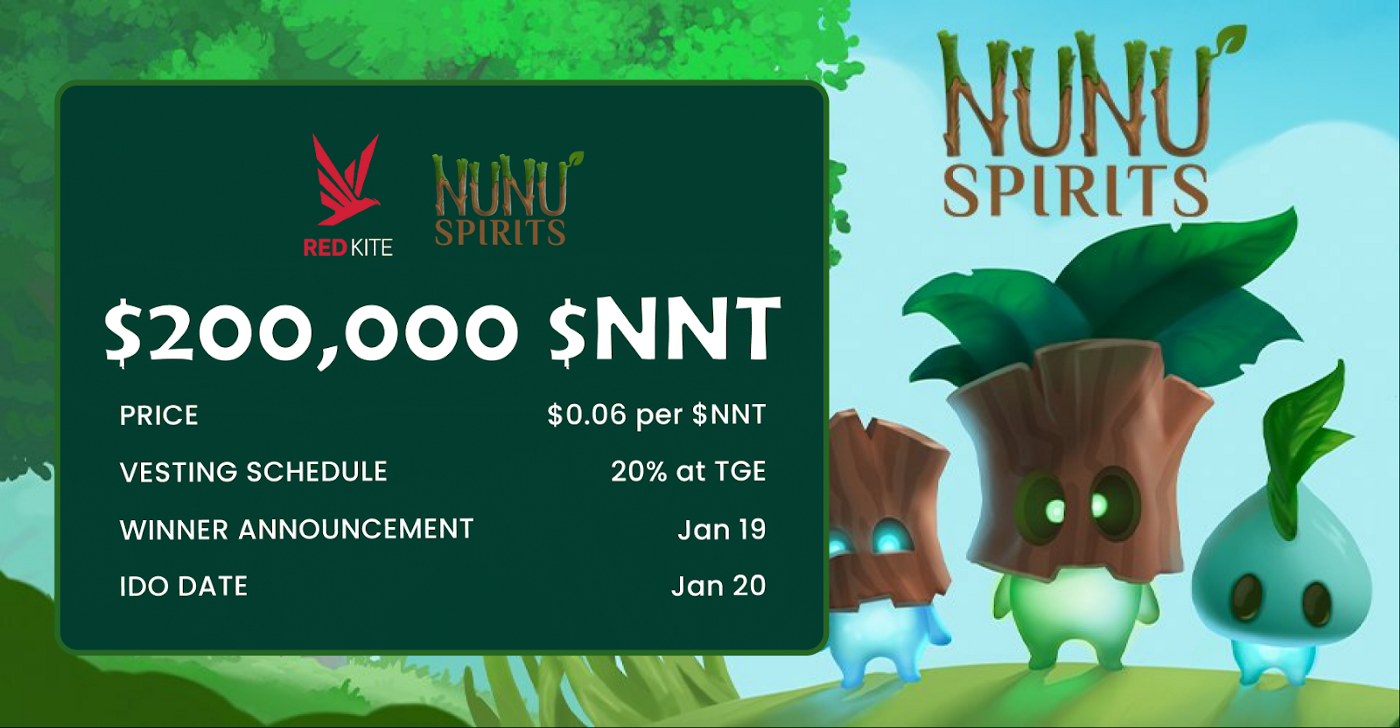 NUNU
SPIRITS
RED KITE
NUNU
SPIRITS
$200,000 $NNT
PRICE $0.06 per $NNT
VESTING SCHEDULE 20% at TGE
WINNER ANNOUNCEMENT Jan 19
IDO DATE Jan 20